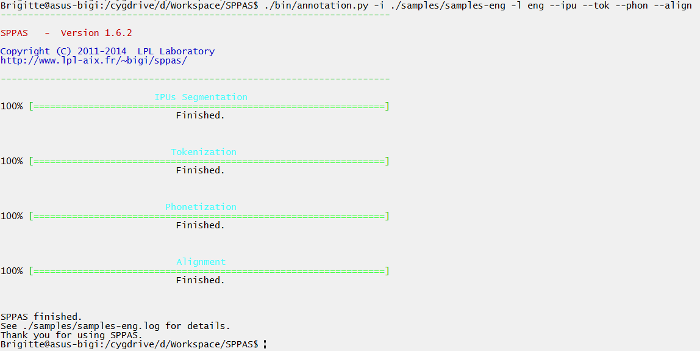 Brigitte@asus-bigi:/cygdrive/d/Workspace/SPPAS$ ./bin/annotation.py -i ./samples/samples-eng -l eng --ipu --tok --phon --align
-----------------------------------------------------------------------
SPPAS   -  Version 1.6.2
Copyright (C) 2011-2014  LPL Laboratory
http://www.lpl-aix.fr/~bigi/sppas/
-----------------------------------------------------------------------
IPUs Segmentation
100% [================================================================]
Finished.
Tokenization
100% [================================================================]
Finished.
Phonetization
100% [================================================================]
Finished.
Alignment
100% [================================================================]
Finished.
SPPAS finished.
See ./samples/samples-eng.log for details.
Thank you for using SPPAS.
Brigitte@asus-bigi:/cygdrive/d/Workspace/SPPAS$